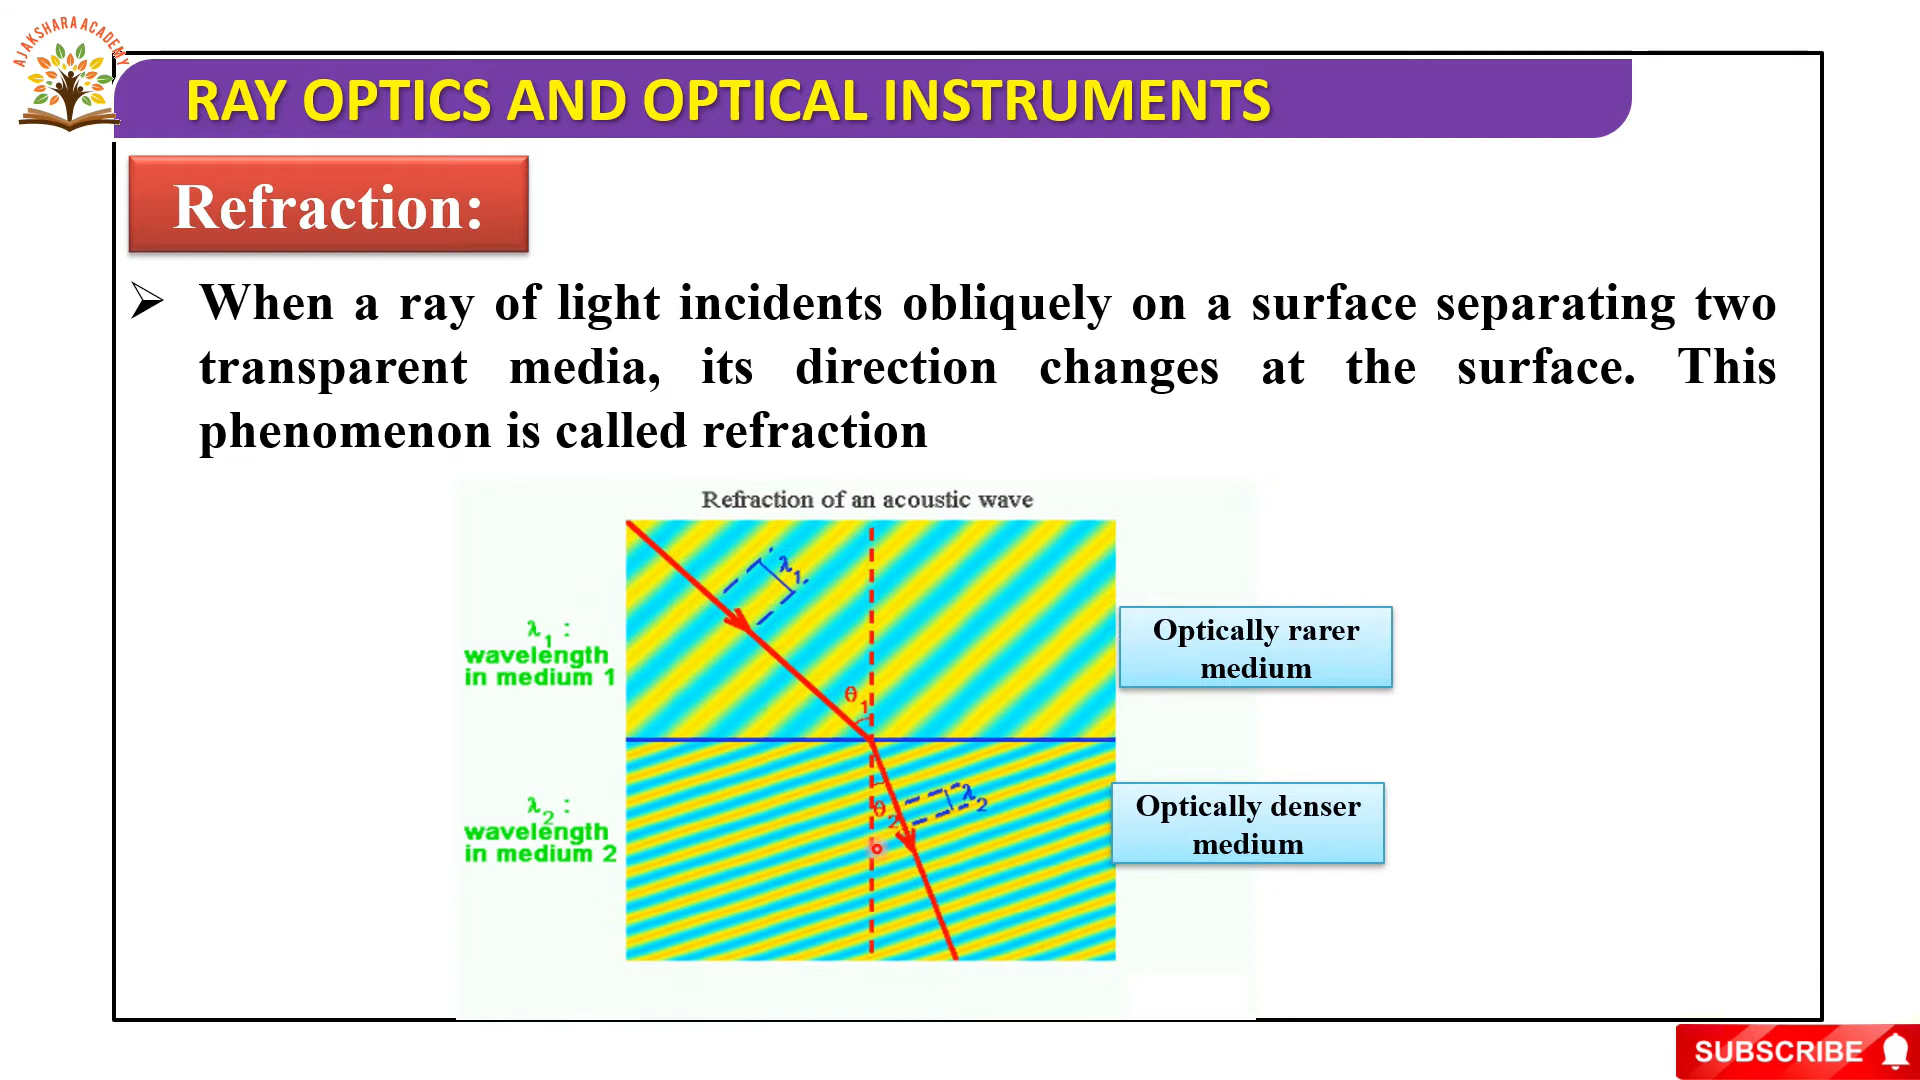 AJAKSHARA ACADEMY
RAY OPTICS AND OPTICAL INSTRUMENTS
Refraction:
➢ When a ray of light incidents obliquely on a surface separating two
transparent media, its direction changes at the surface. This
phenomenon is called refraction
Refraction of an acoustic wave
λ1
λ1 :
wavelength
in medium 1
θ1
Optically rarer
medium
λ2 :
wavelength
in medium 2
θ2
λ2
Optically denser
medium
SUBSCRIBE